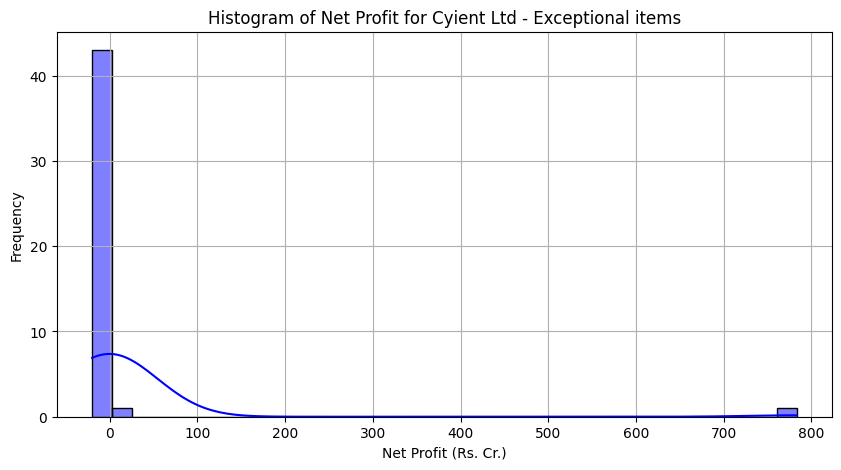 Histogram of Net Profit for Cyient Ltd - Exceptional items
Frequency
40
30
20
10
0
0 100 200 300 400 500 600 700 800
Net Profit (Rs. Cr.)